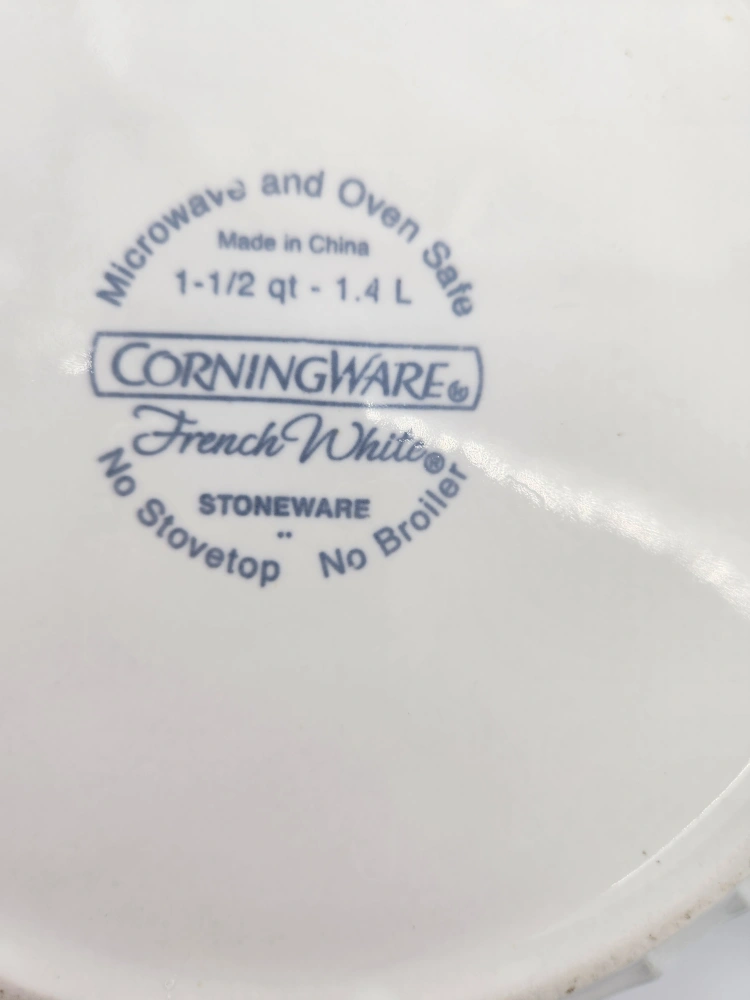 Microwave and Oven Safe
Made in China
1-1/2 qt - 1.4 L
CORNINGWARE®
French White®
STONEWARE
No Stovetop No Broiler